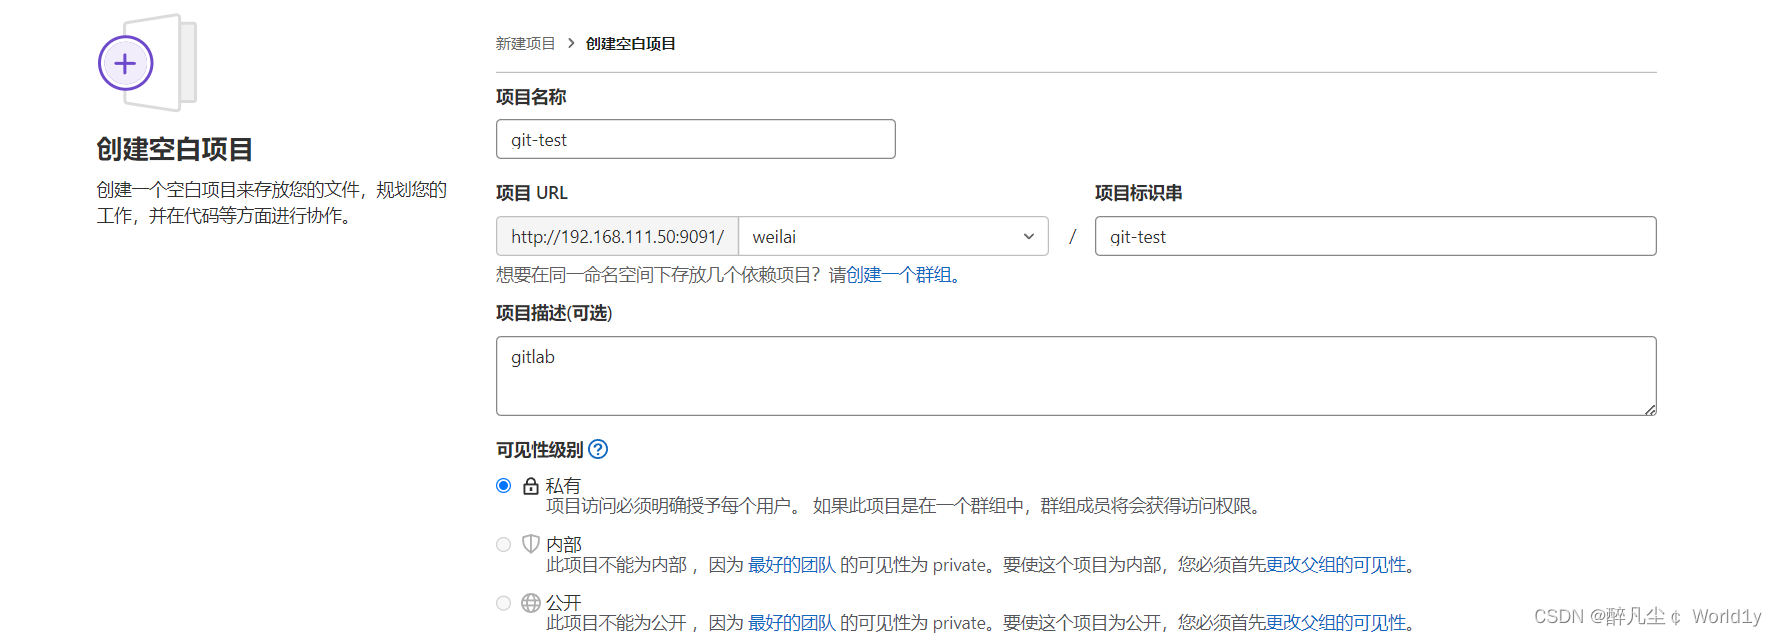 创建空白项目
创建一个空白项目来存放您的文件，规划您的
工作，并在代码等方面进行协作。
新建项目 > 创建空白项目
项目名称
git-test
项目 URL
http://192.168.111.50:9091/ weilai
/
项目标识串
git-test
想要在同一命名空间下存放几个依赖项目？请创建一个群组。
项目描述(可选)
gitlab
可见性级别
私有
项目访问必须明确授予每个用户。 如果此项目是在一个群组中，群组成员将会获得访问权限。
内部
此项目不能为内部 ，因为 最好的团队 的可见性为 private。要使这个项目为内部，您必须首先更改父组的可见性。
公开
此项目不能为公开 ，因为 最好的团队 的可见性为 private。要使这个项目为公开，您必须首先更改父组的可见性。
CSDN @醉凡尘 ¢ World1y